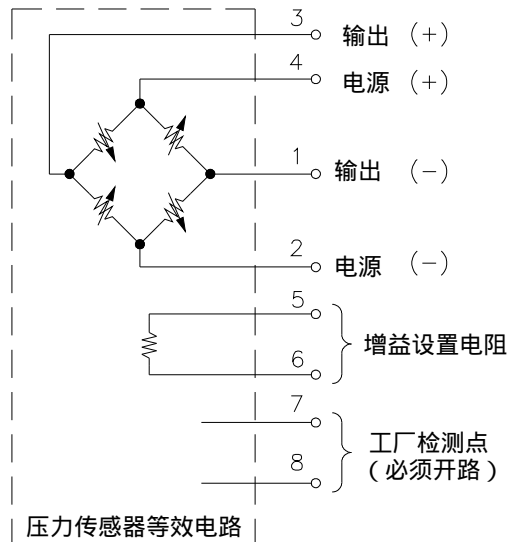 3 输出 (+)
4 电源 (+)
1 输出 (-)
2 电源 (-)
5
增益设置电阻
6
7
工厂检测点
(必须开路)
8
压力传感器等效电路